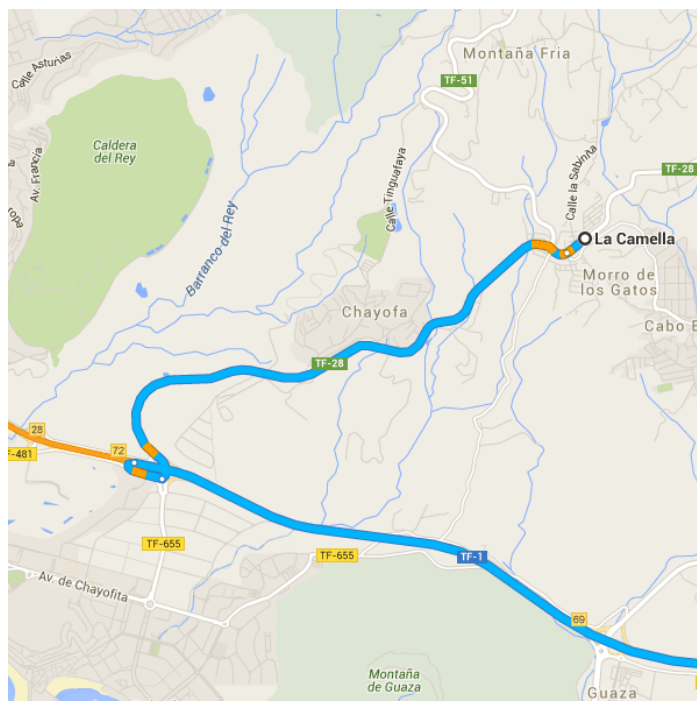 Calle Asturias
Montaña Fria
TF-51
Caldera
del Rey
Av. Francia
ropa
Calle Tinguafaya
Calle la Sabinita
TF-28
Barranco del Rey
La Camella
Morro de
los Gatos
Chayofa
Cabo B
TF-28
28
72
TF-481
TF-655
TF-655
TF-1
Av. de Chayofita
69
Montaña
de Guaza
Guaza